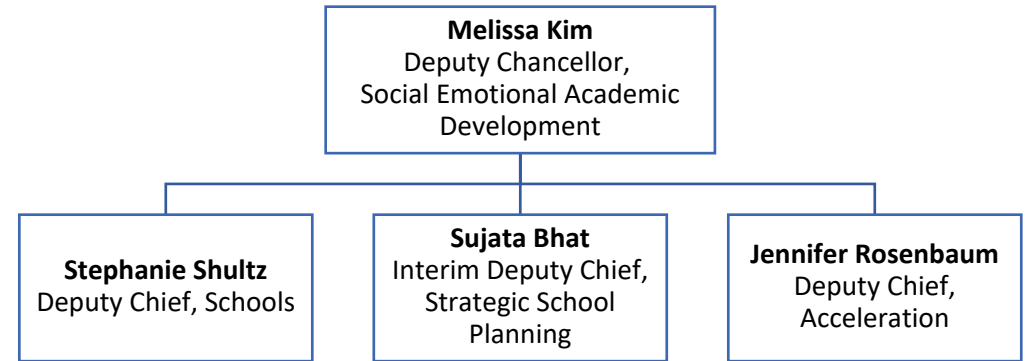 Melissa Kim
Deputy Chancellor,
Social Emotional Academic
Development
Stephanie Shultz
Deputy Chief, Schools
Sujata Bhat
Interim Deputy Chief,
Strategic School
Planning
Jennifer Rosenbaum
Deputy Chief,
Acceleration